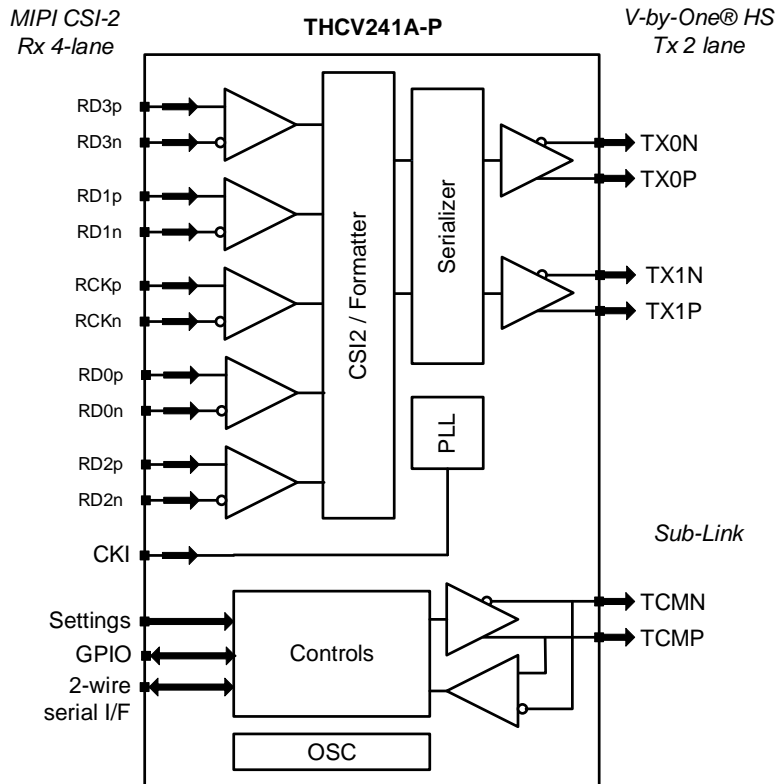 MIPI CSI-2
Rx 4-lane
THCV241A-P
V-by-One® HS
Tx 2 lane
RD3p
RD3n
RD1p
RD1n
RCKp
RCKn
RD0p
RD0n
RD2p
RD2n
CKI
CSI2 / Formatter
Serializer
PLL
TX0N
TX0P
TX1N
TX1P
Sub-Link
Settings
GPIO
2-wire
serial I/F
Controls
OSC
TCMN
TCMP